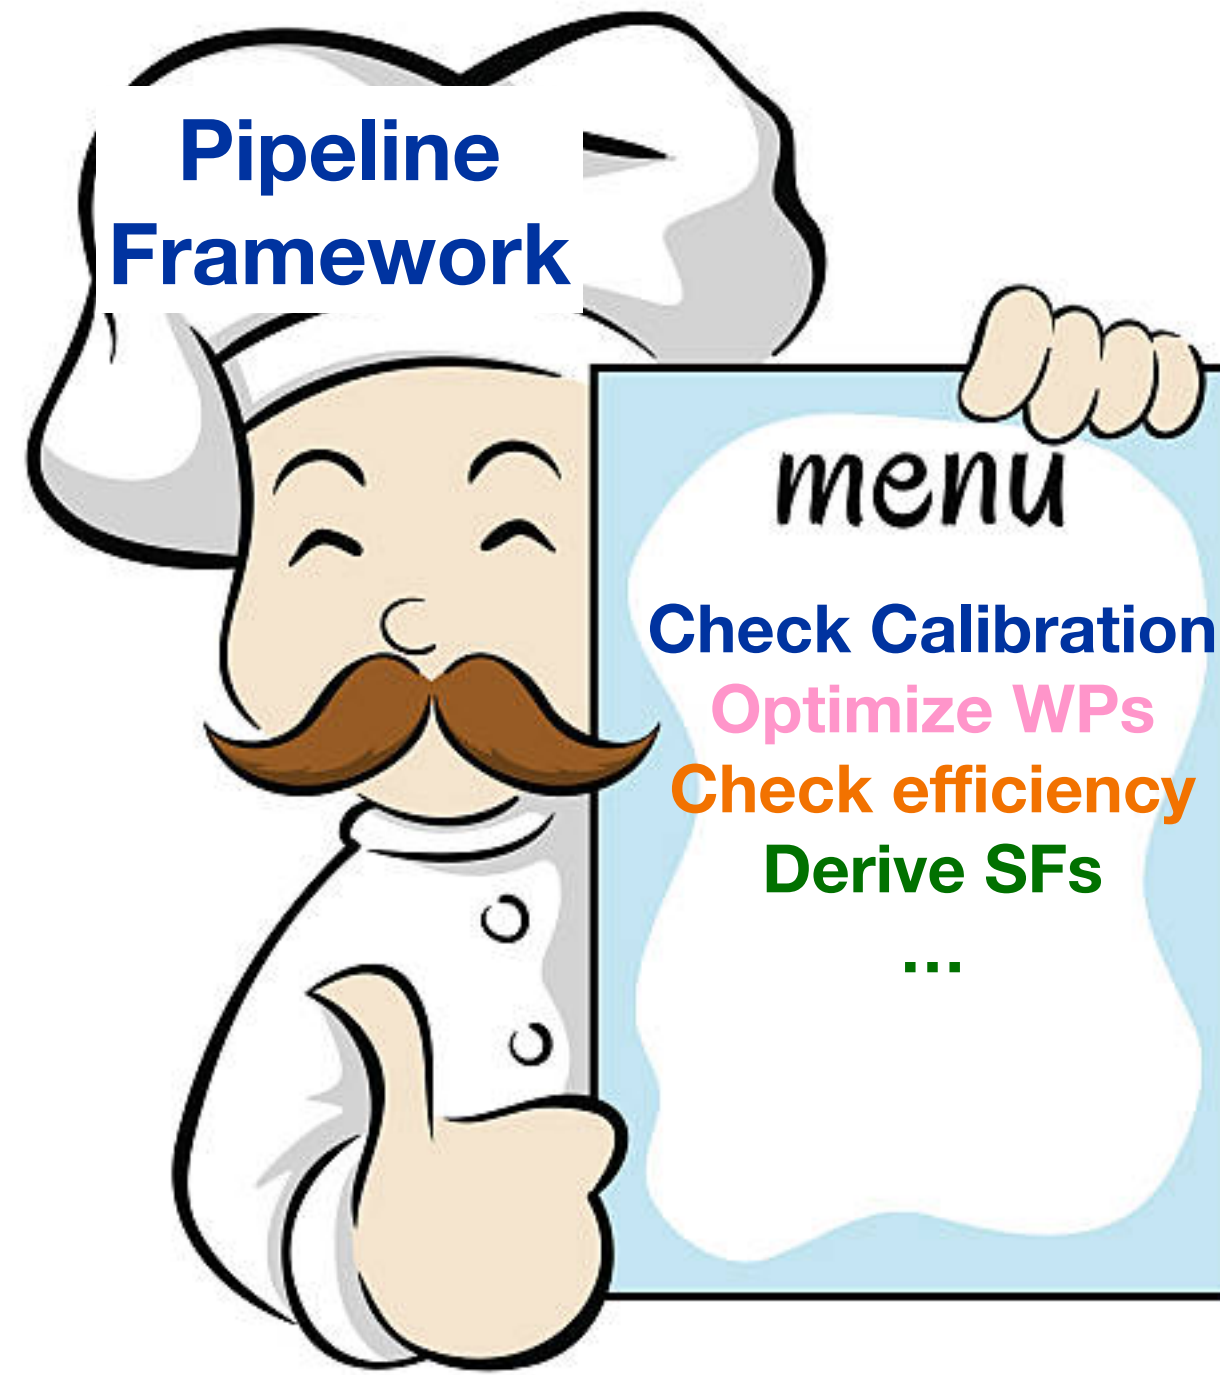 Pipeline
Framework
menu
Check Calibration
Optimize WPs
Check efficiency
Derive SFs
...